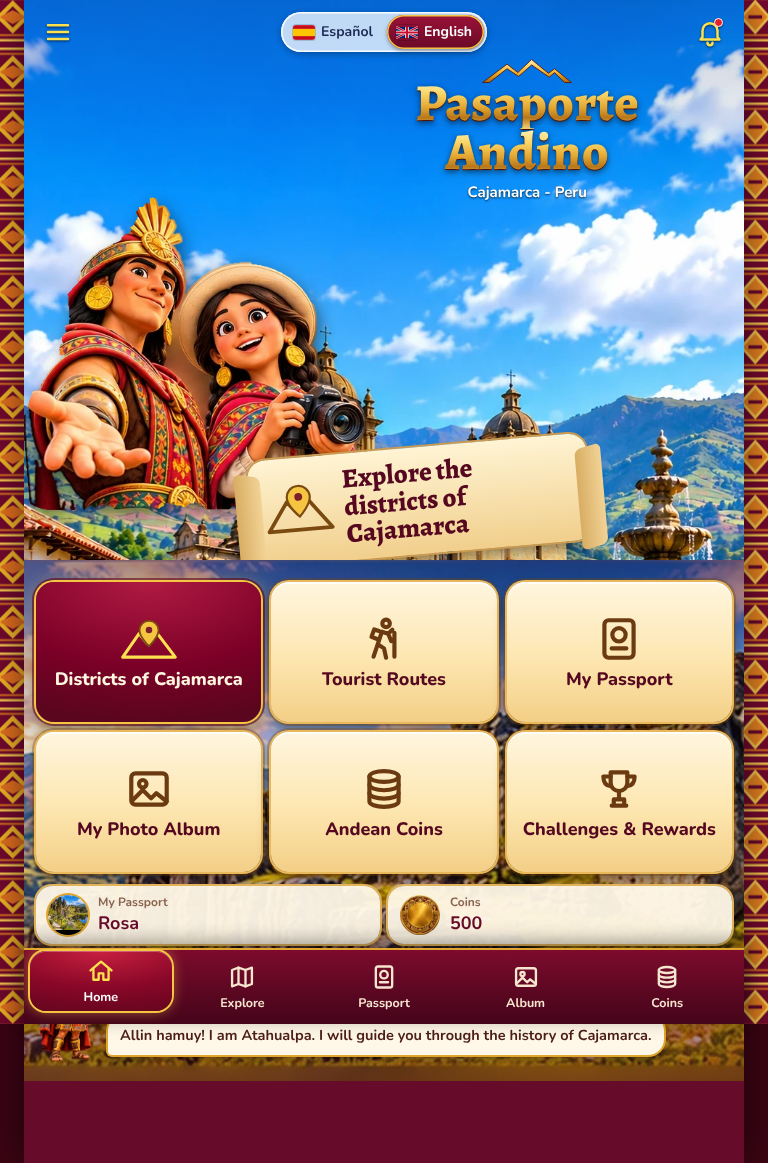 Español
English
Pasaporte
Andino
Cajamarca - Peru
Explore the
districts of
Cajamarca
Districts of Cajamarca
Tourist Routes
My Passport
My Photo Album
Andean Coins
Challenges & Rewards
My Passport
Rosa
Coins
500
Home
Explore
Passport
Album
Coins
Allin hamuy! I am Atahualpa. I will guide you through the history of Cajamarca.